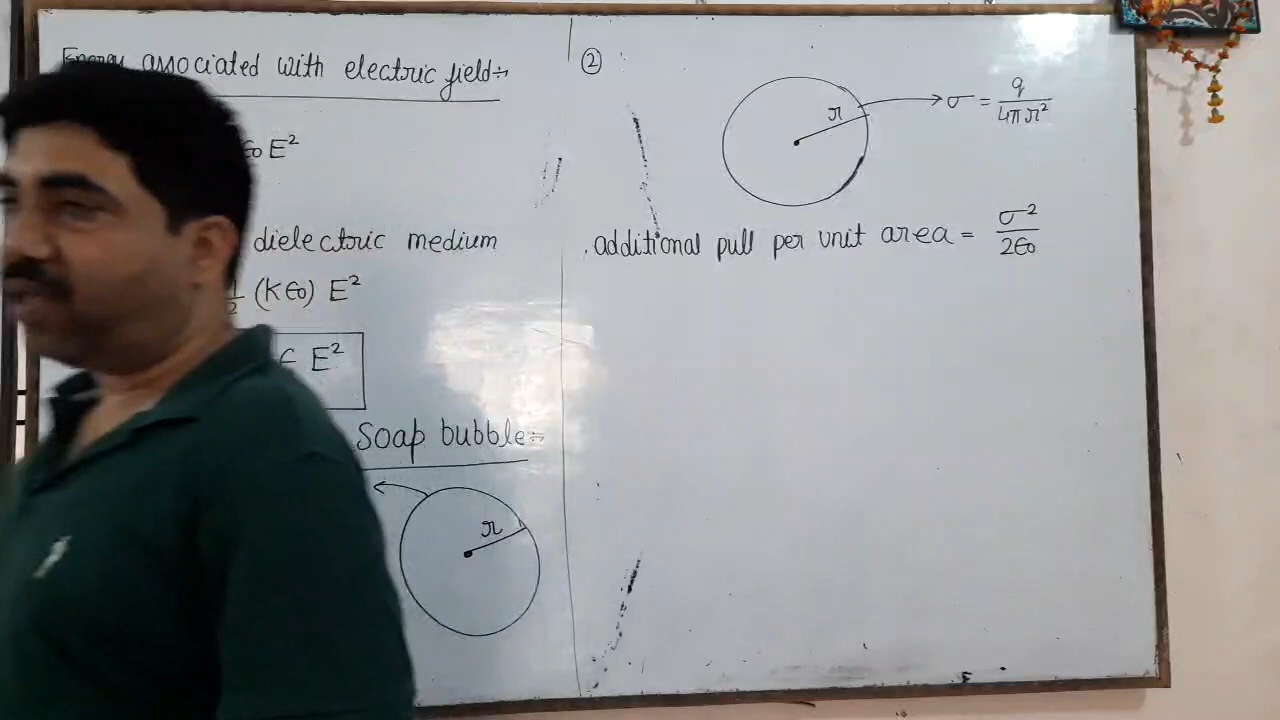 Energy associated with electric field÷
ε0 E²
dielectric medium
1/2 (K ε0) E²
ε E²
Soap bubble÷
r
②
r
σ = q / 4πr²
additional pull per unit area = σ² / 2ε0